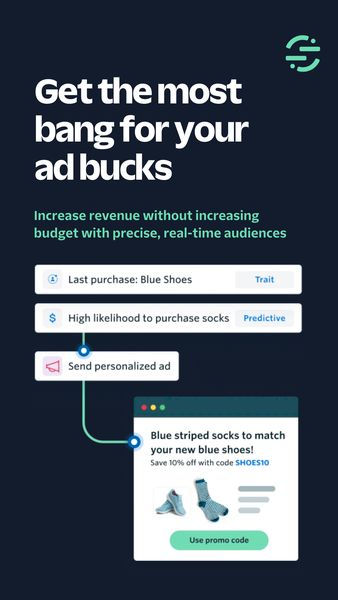 Get the most
bang for your
ad bucks
Increase revenue without increasing
budget with precise, real-time audiences
Last purchase: Blue Shoes
Trait
High likelihood to purchase socks
Predictive
Send personalized ad
Blue striped socks to match
your new blue shoes!
Save 10% off with code SHOES10
Use promo code